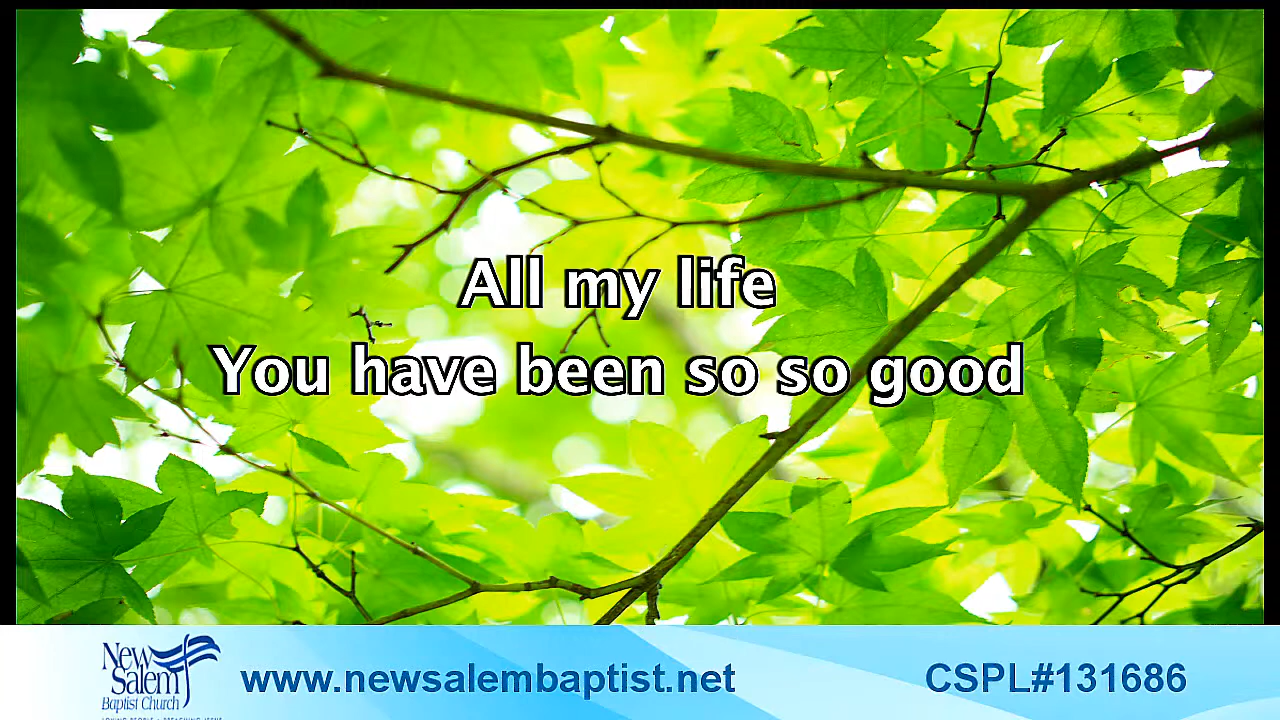 All my life
You have been so so good
New
Salem
Baptist Church
www.newsalembaptist.net
CSPL#131686